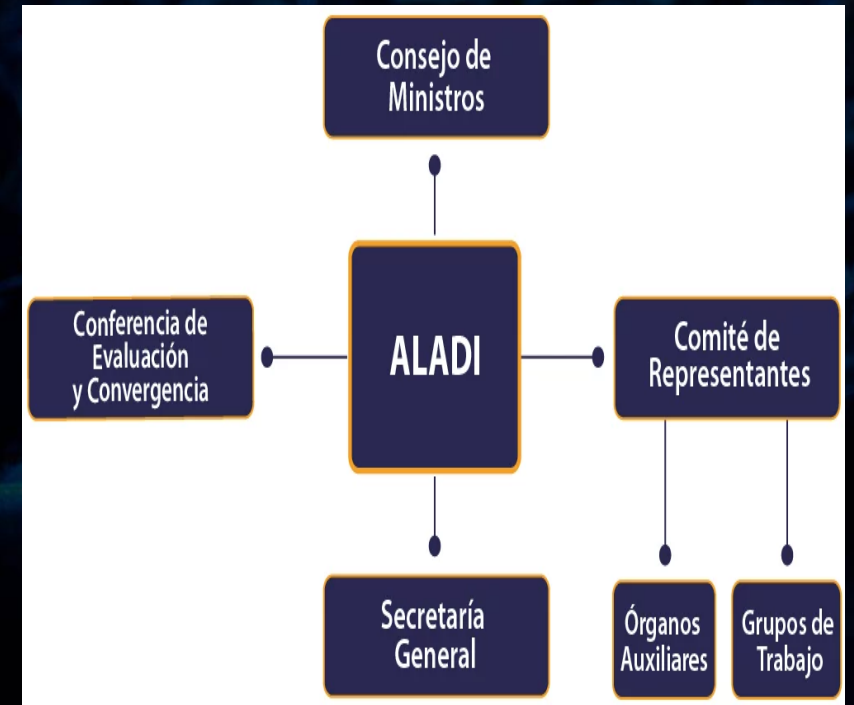 Consejo de
Ministros
Conferencia de
Evaluación
y Convergencia
ALADI
Comité de
Representantes
Secretaría
General
Órganos
Auxiliares
Grupos de
Trabajo